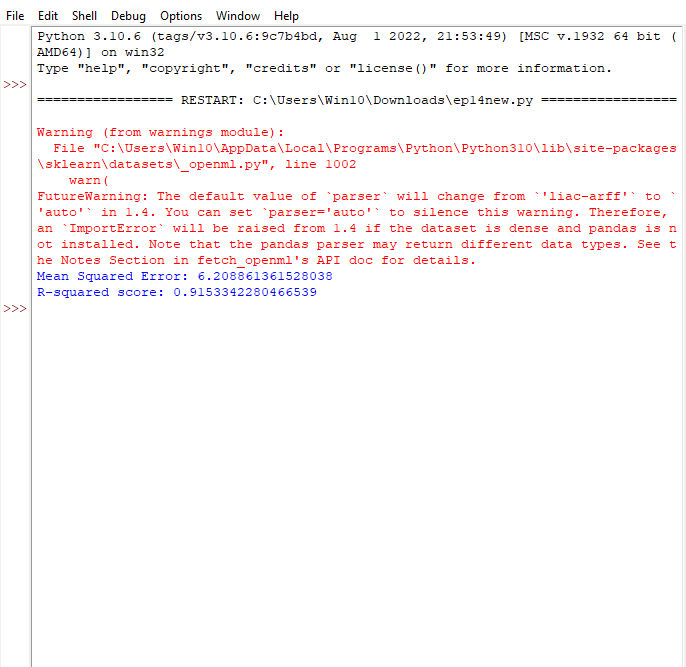 File Edit Shell Debug Options Window Help
Python 3.10.6 (tags/v3.10.6:9c7b4bd, Aug  1 2022, 21:53:49) [MSC v.1932 64 bit (
AMD64)] on win32
Type "help", "copyright", "credits" or "license()" for more information.
>>>
================= RESTART: C:\Users\Win10\Downloads\ep14new.py =================
Warning (from warnings module):
  File "C:\Users\Win10\AppData\Local\Programs\Python\Python310\lib\site-packages
\sklearn\datasets\_openml.py", line 1002
    warn(
FutureWarning: The default value of `parser` will change from `'liac-arff'` to `
'auto'` in 1.4. You can set `parser='auto'` to silence this warning. Therefore,
an `ImportError` will be raised from 1.4 if the dataset is dense and pandas is n
ot installed. Note that the pandas parser may return different data types. See t
he Notes Section in fetch_openml's API doc for details.
Mean Squared Error: 6.208861361528038
R-squared score: 0.9153342280466539
>>>